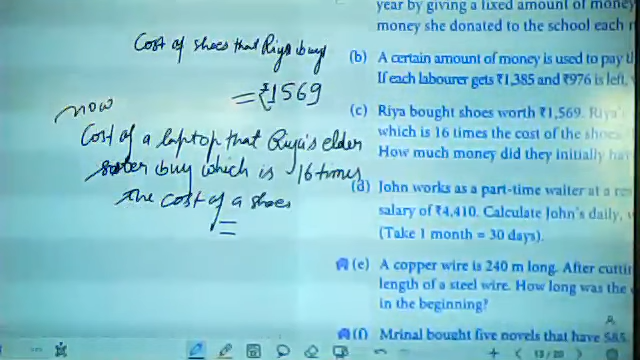 Cost of shoes that Riya buy
= ₹1569
now
Cost of a laptop that Riya's elder
sister buy which is 16 times
the cost of a shoes
=
year by giving a fixed amount of money
money she donated to the school each
(b) A certain amount of money is used to pay
If each labourer gets ₹1,385 and ₹976 is left,
(c) Riya bought shoes worth ₹1,569. Riya's
which is 16 times the cost of the shoes
How much money did they initially
(d) John works as a part-time waiter at a
salary of ₹4,410. Calculate John's daily,
(Take 1 month = 30 days).
(e) A copper wire is 240 m long. After
length of a steel wire. How long was the
in the beginning?
(f) Mrinal bought five novels that have 585